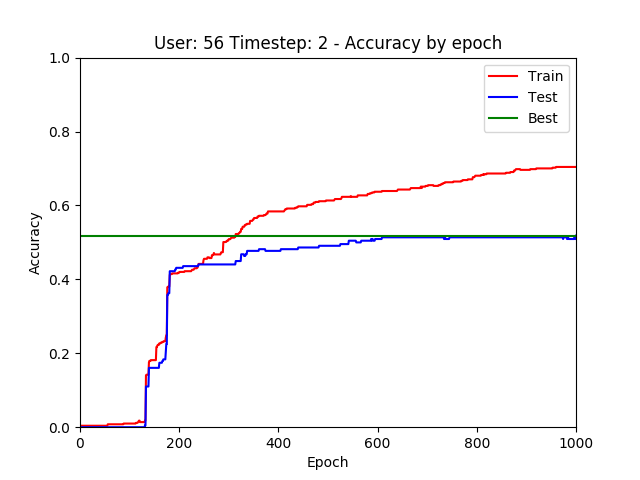 User: 56 Timestep: 2 - Accuracy by epoch
1.0
0.8
0.6
0.4
0.2
0.0
Accuracy
Train
Test
Best
0 200 400 600 800 1000
Epoch